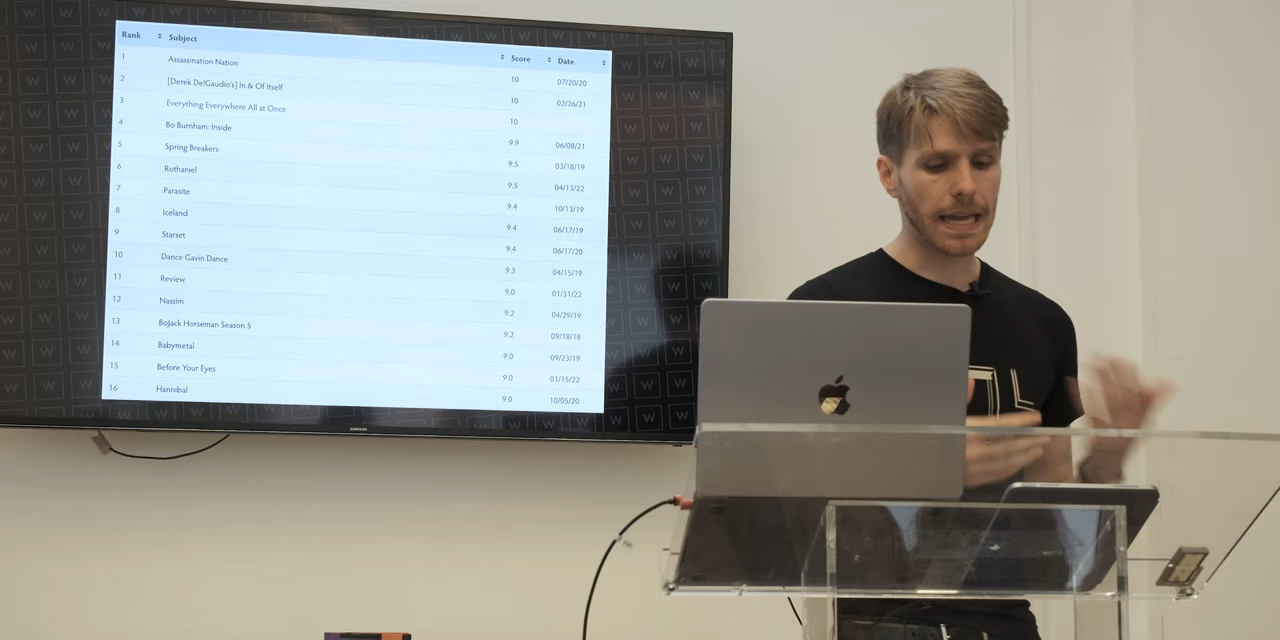 Rank Subject Score Date
1 Assassination Nation 10 07/20/20
2 [Derek DelGaudio's] In & Of Itself 10 02/26/21
3 Everything Everywhere All at Once 10
4 Bo Burnham: Inside 9.9 06/08/21
5 Spring Breakers 9.5 03/18/19
6 Rothaniel 9.5 04/13/22
7 Parasite 9.4 10/13/19
8 Iceland 9.4 06/17/19
9 Starset 9.4 06/17/20
10 Dance Gavin Dance 9.3 04/15/19
11 Review 9.0 01/31/22
12 Nassim 9.2 04/29/19
13 BoJack Horseman Season 5 9.2 09/18/18
14 Babymetal 9.0 09/23/19
15 Before Your Eyes 9.0 01/15/22
16 Hannibal 9.0 10/05/20
SAMSUNG